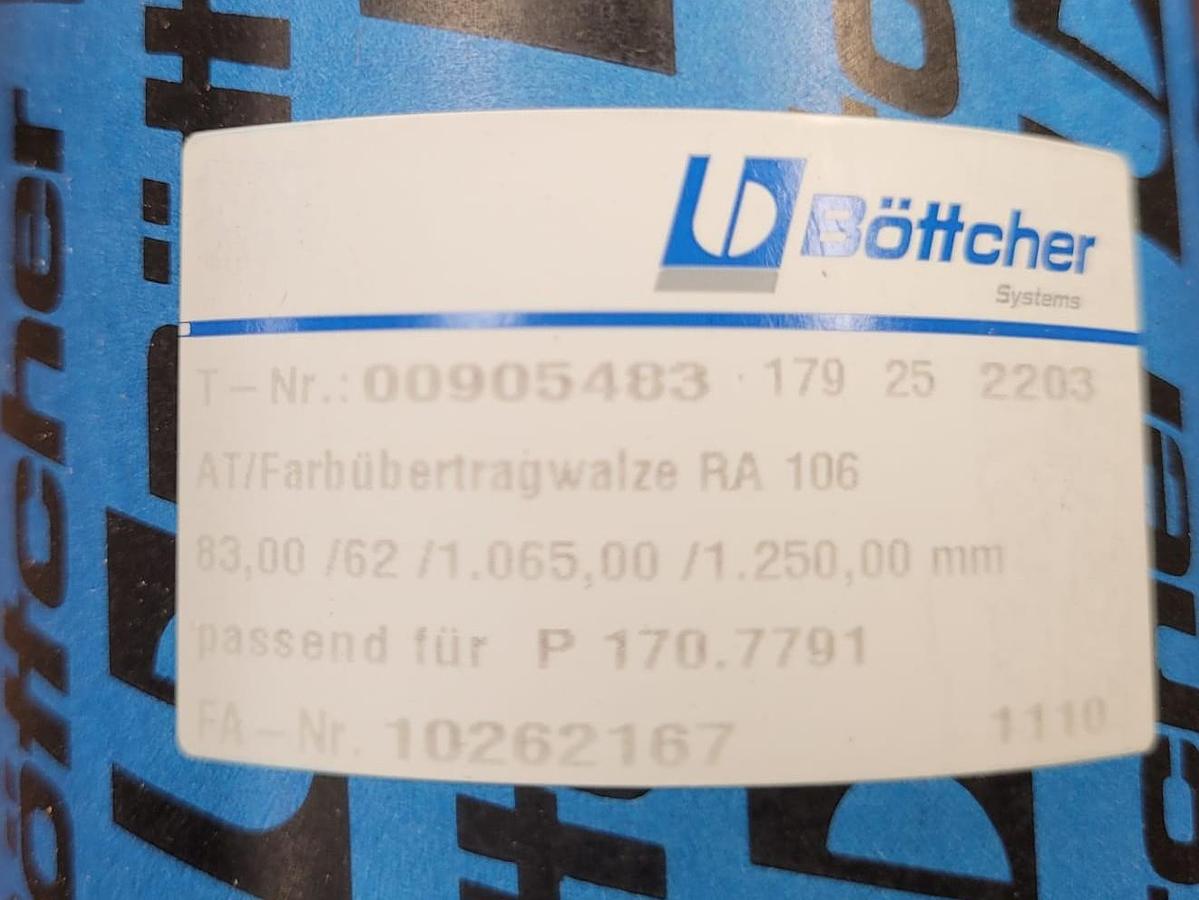 Böttcher
Systems
T – Nr.: 00905483 · 179 25 2203
AT/Farbübertragwalze RA 106
83,00 /62 /1.065,00 /1.250,00 mm
passend für P 170.7791
FA – Nr. 10262167 1110
öttcher